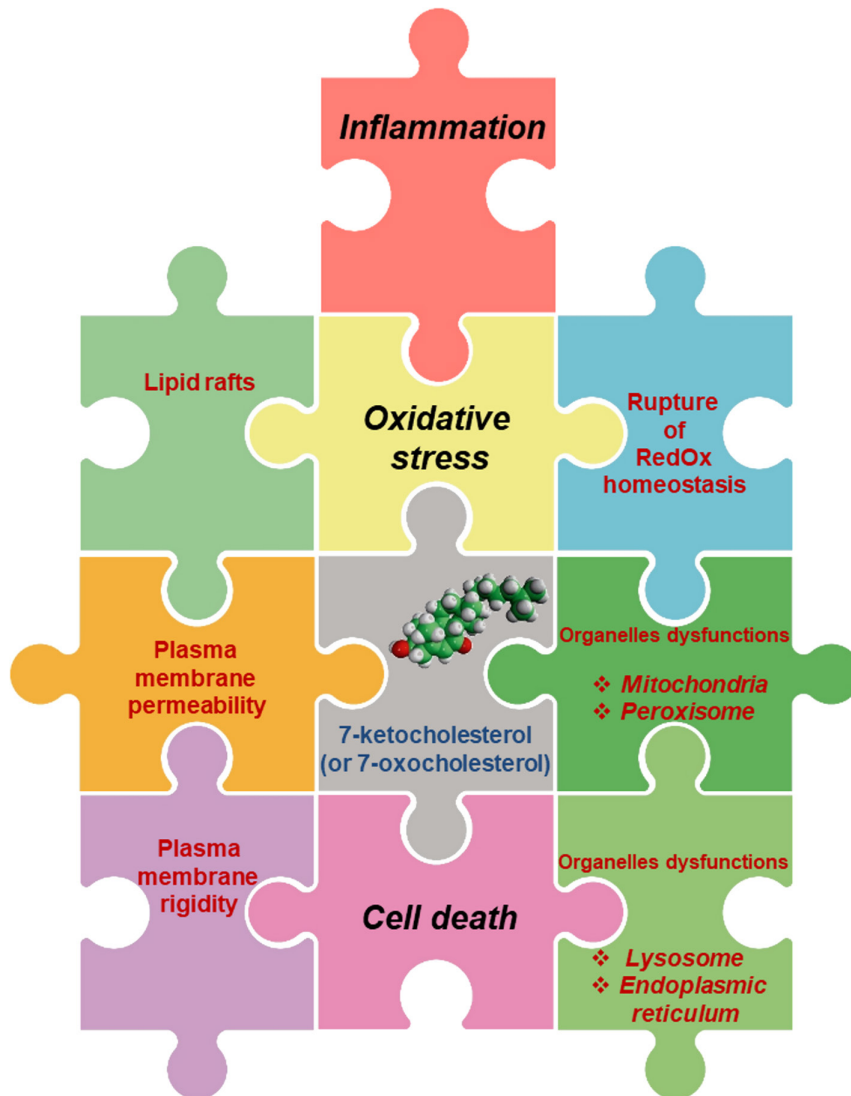 Inflammation
Lipid rafts
Oxidative
stress
Rupture
of
RedOx
homeostasis
Plasma
membrane
permeability
7-ketocholesterol
(or 7-oxocholesterol)
Organelles dysfunctions
❖ Mitochondria
❖ Peroxisome
Plasma
membrane
rigidity
Cell death
Organelles dysfunctions
❖ Lysosome
❖ Endoplasmic
reticulum